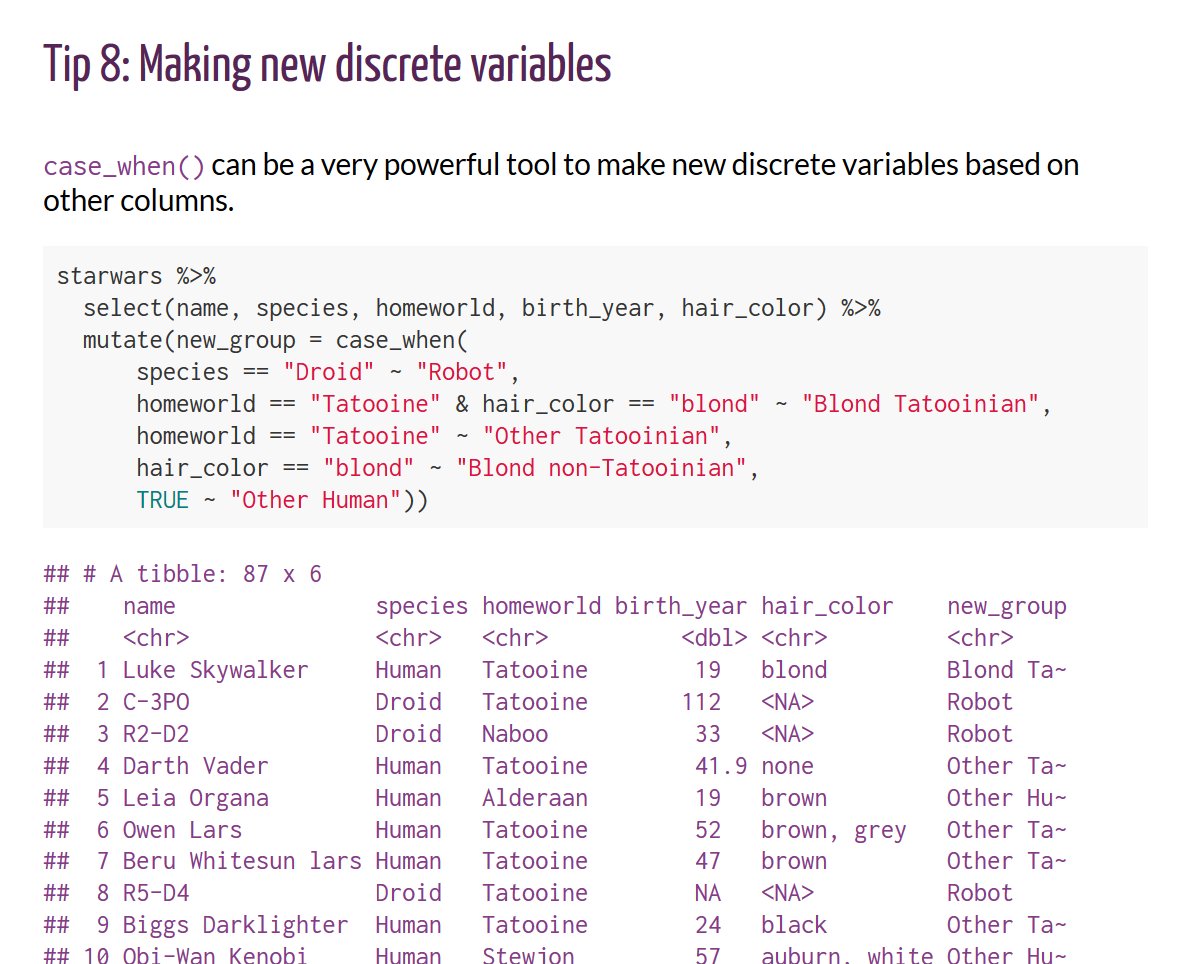 Tip 8: Making new discrete variables
case_when() can be a very powerful tool to make new discrete variables based on
other columns.
starwars %>%
  select(name, species, homeworld, birth_year, hair_color) %>%
  mutate(new_group = case_when(
      species == "Droid" ~ "Robot",
      homeworld == "Tatooine" & hair_color == "blond" ~ "Blond Tatooinian",
      homeworld == "Tatooine" ~ "Other Tatooinian",
      hair_color == "blond" ~ "Blond non-Tatooinian",
      TRUE ~ "Other Human"))
## # A tibble: 87 x 6
##    name               species homeworld birth_year hair_color    new_group
##    <chr>              <chr>   <chr>          <dbl> <chr>         <chr>
##  1 Luke Skywalker     Human   Tatooine        19   blond         Blond Ta~
##  2 C-3PO              Droid   Tatooine       112   <NA>          Robot
##  3 R2-D2              Droid   Naboo           33   <NA>          Robot
##  4 Darth Vader        Human   Tatooine        41.9 none          Other Ta~
##  5 Leia Organa        Human   Alderaan        19   brown         Other Hu~
##  6 Owen Lars          Human   Tatooine        52   brown, grey   Other Ta~
##  7 Beru Whitesun lars Human   Tatooine        47   brown         Other Ta~
##  8 R5-D4              Droid   Tatooine        NA   <NA>          Robot
##  9 Biggs Darklighter  Human   Tatooine        24   black         Other Ta~
## 10 Obi-Wan Kenobi     Human   Stewjon         57   auburn, white Other Hu~